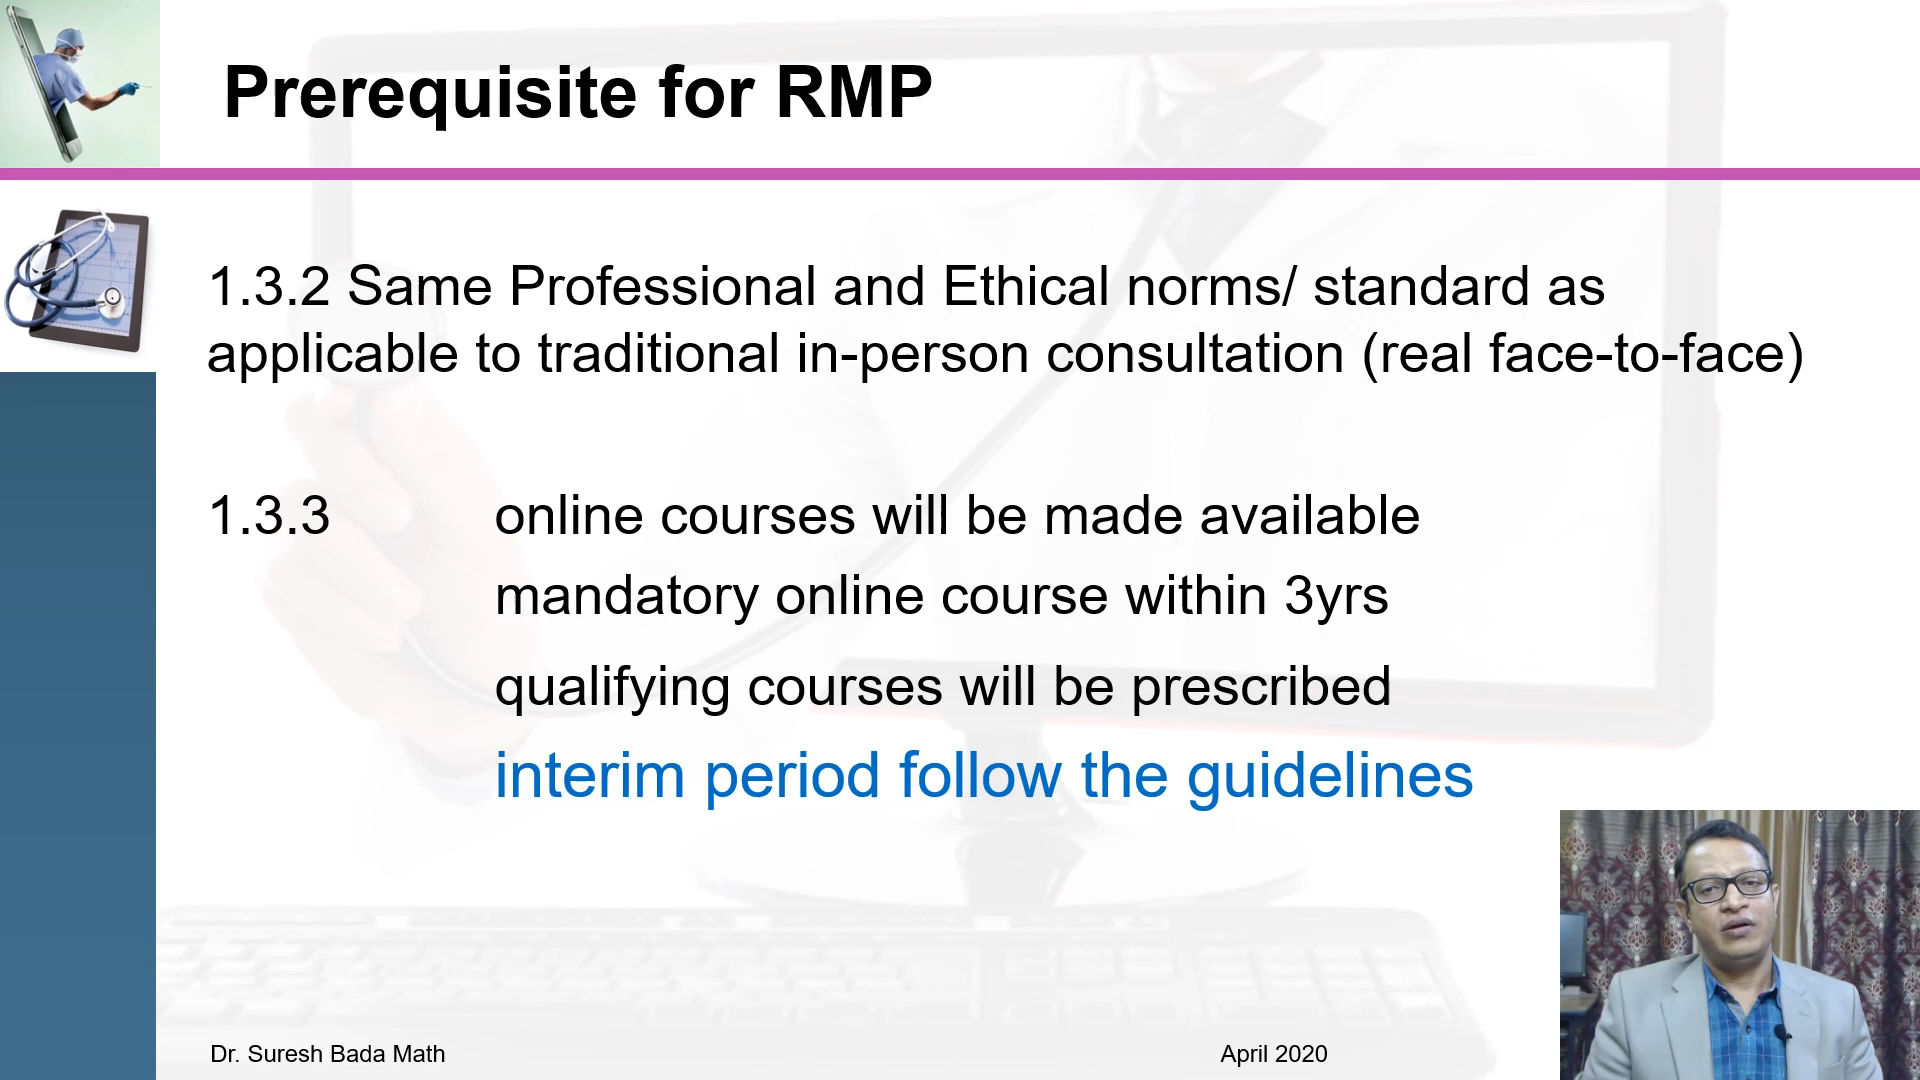 Prerequisite for RMP
1.3.2 Same Professional and Ethical norms/ standard as
applicable to traditional in-person consultation (real face-to-face)
1.3.3 online courses will be made available
mandatory online course within 3yrs
qualifying courses will be prescribed
interim period follow the guidelines
Dr. Suresh Bada Math April 2020